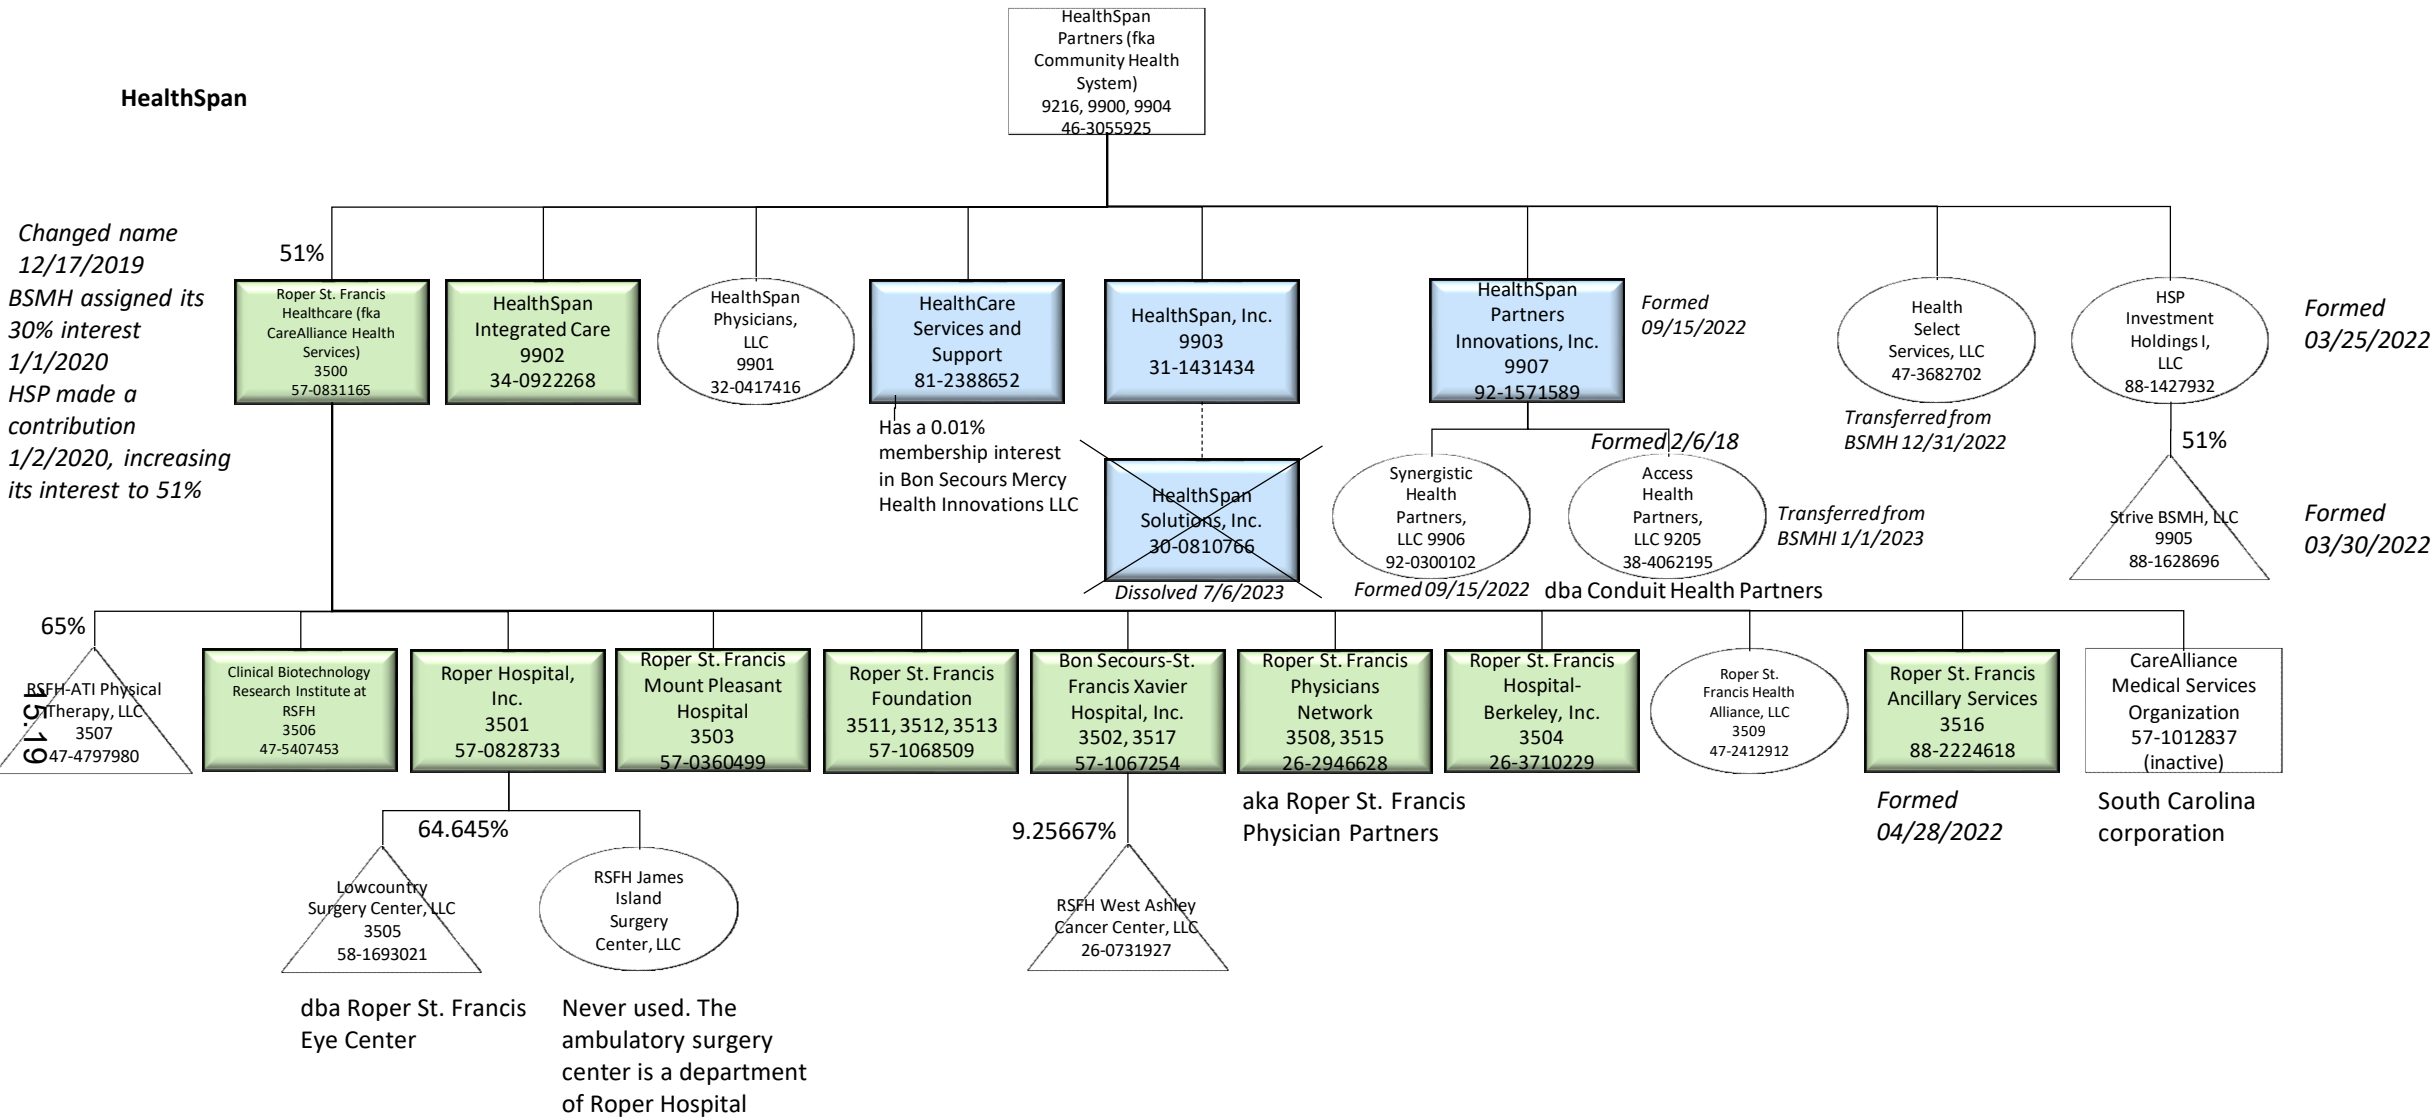 HealthSpan
HealthSpan
Partners (fka
Community Health
System)
9216, 9900, 9904
46-3055925
Changed name
12/17/2019
BSMH assigned its
30% interest
1/1/2020
HSP made a
contribution
1/2/2020, increasing
its interest to 51%
51%
Roper St. Francis
Healthcare (fka
CareAlliance Health
Services)
3500
57-0831165
HealthSpan
Integrated Care
9902
34-0922268
HealthSpan
Physicians,
LLC
9901
32-0417416
HealthCare
Services and
Support
81-2388652
Has a 0.01%
membership interest
in Bon Secours Mercy
Health Innovations LLC
HealthSpan, Inc.
9903
31-1431434
HealthSpan
Solutions, Inc.
30-0810766
Dissolved 7/6/2023
HealthSpan
Partners
Innovations, Inc.
9907
92-1571589
Formed
09/15/2022
Synergistic
Health
Partners,
LLC 9906
92-0300102
Formed 09/15/2022
Formed 2/6/18
Access
Health
Partners,
LLC 9205
38-4062195
Transferred from
BSMHI 1/1/2023
dba Conduit Health Partners
Health
Select
Services, LLC
47-3682702
Transferred from
BSMH 12/31/2022
HSP
Investment
Holdings I,
LLC
88-1427932
Formed
03/25/2022
51%
Strive BSMH, LLC
9905
88-1628696
Formed
03/30/2022
65%
RSFH-ATI Physical
Therapy, LLC
3507
47-4797980
15.19
Clinical Biotechnology
Research Institute at
RSFH
3506
47-5407453
Roper Hospital,
Inc.
3501
57-0828733
Roper St. Francis
Mount Pleasant
Hospital
3503
57-0360499
Roper St. Francis
Foundation
3511, 3512, 3513
57-1068509
Bon Secours-St.
Francis Xavier
Hospital, Inc.
3502, 3517
57-1067254
Roper St. Francis
Physicians
Network
3508, 3515
26-2946628
aka Roper St. Francis
Physician Partners
Roper St. Francis
Hospital-
Berkeley, Inc.
3504
26-3710229
Roper St.
Francis Health
Alliance, LLC
3509
47-2412912
Roper St. Francis
Ancillary Services
3516
88-2224618
Formed
04/28/2022
CareAlliance
Medical Services
Organization
57-1012837
(inactive)
South Carolina
corporation
64.645%
Lowcountry
Surgery Center, LLC
3505
58-1693021
dba Roper St. Francis
Eye Center
RSFH James
Island
Surgery
Center, LLC
Never used. The
ambulatory surgery
center is a department
of Roper Hospital
9.25667%
RSFH West Ashley
Cancer Center, LLC
26-0731927